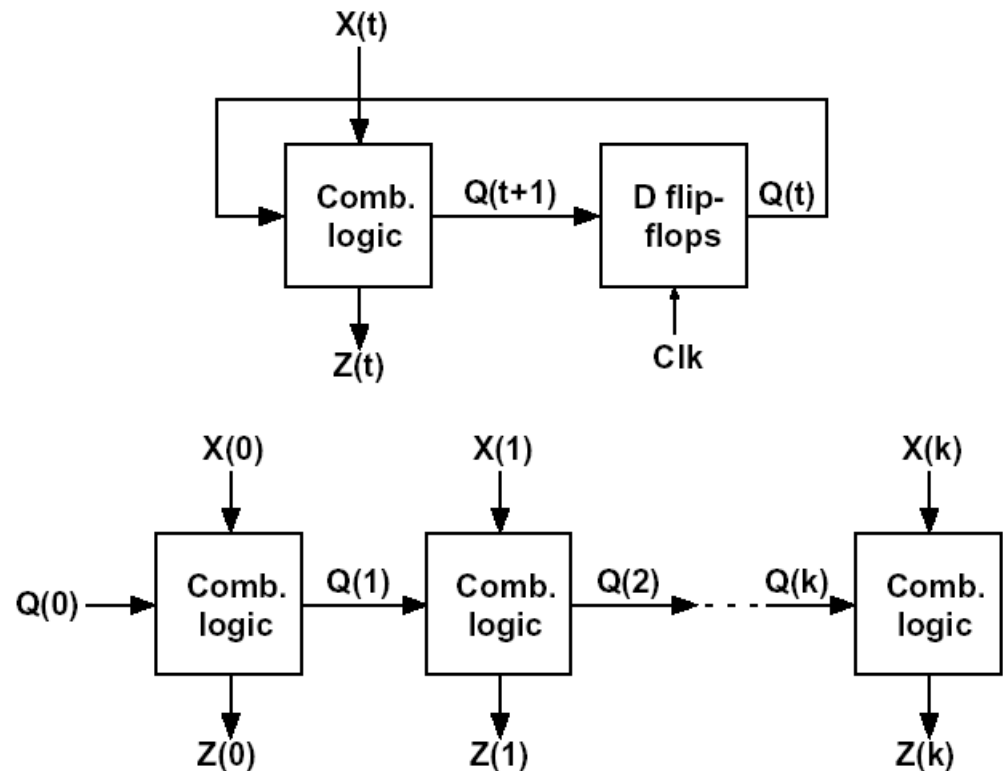 X(t)
Comb.
logic
Q(t+1)
D flip-
flops
Q(t)
Z(t)
Clk
X(0)
X(1)
X(k)
Q(0)
Comb.
logic
Q(1)
Comb.
logic
Q(2)
Q(k)
Comb.
logic
Z(0)
Z(1)
Z(k)